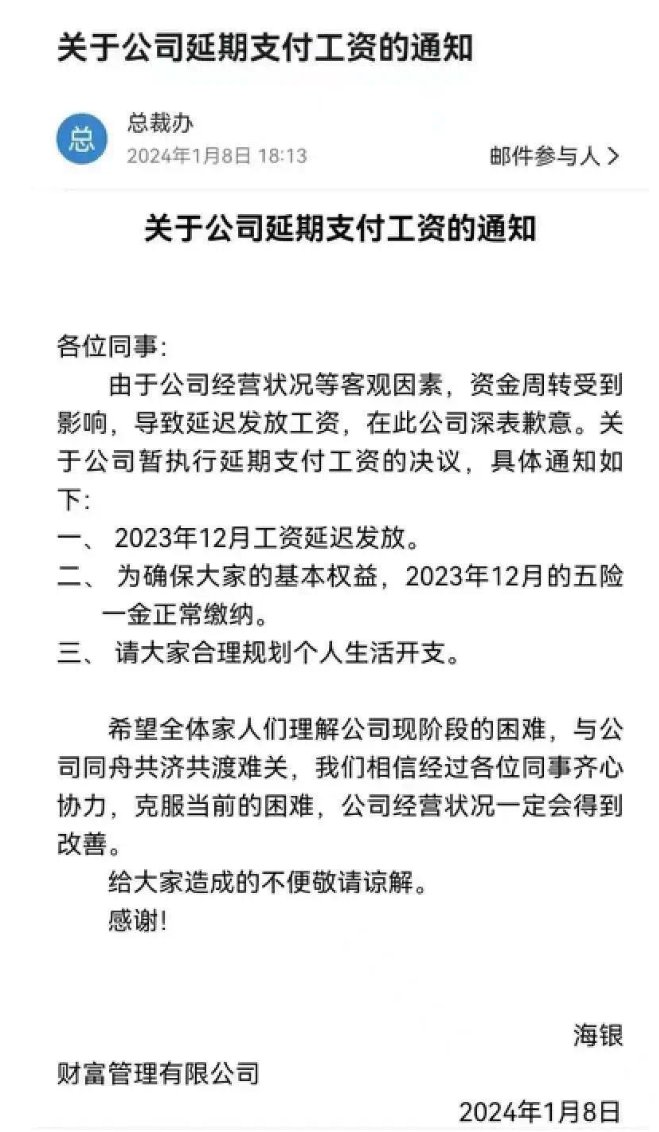 关于公司延期支付工资的通知
总
总裁办
2024年1月8日 18:13
邮件参与人 >
关于公司延期支付工资的通知
各位同事：
由于公司经营状况等客观因素，资金周转受到
影响，导致延迟发放工资，在此公司深表歉意。关
于公司暂执行延期支付工资的决议，具体通知如
下：
一、 2023年12月工资延迟发放。
二、 为确保大家的基本权益，2023年12月的五险
一金正常缴纳。
三、 请大家合理规划个人生活开支。
希望全体家人们理解公司现阶段的困难，与公
司同舟共济共渡难关，我们相信经过各位同事齐心
协力，克服当前的困难，公司经营状况一定会得到
改善。
给大家造成的不便敬请谅解。
感谢！
海银
财富管理有限公司
2024年1月8日